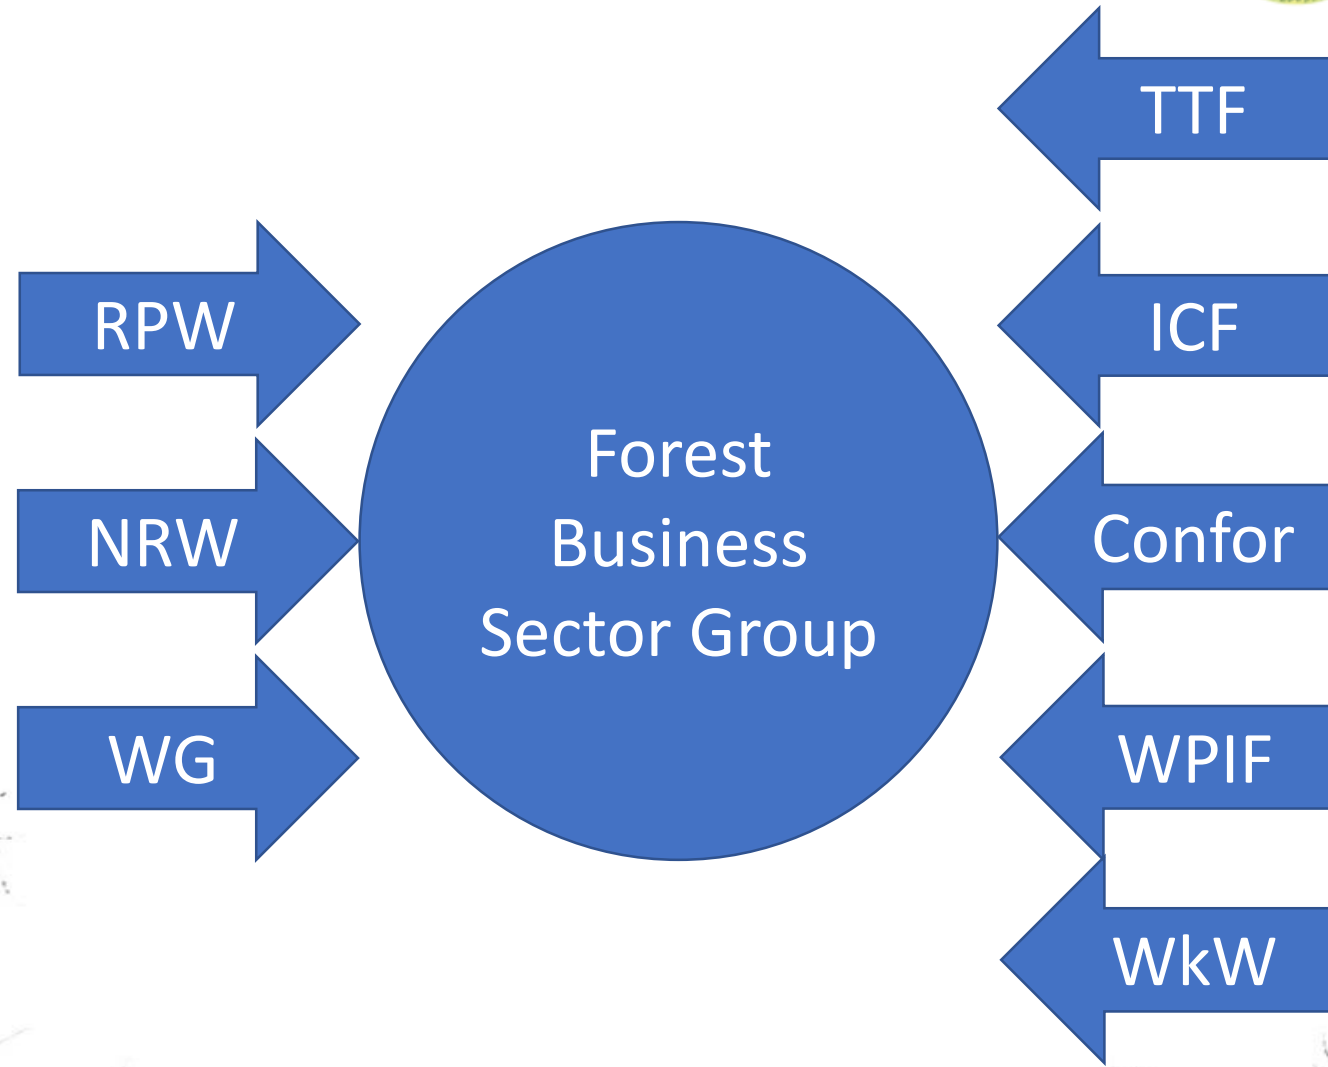 RPW
NRW
WG
Forest
Business
Sector Group
TTF
ICF
Confor
WPIF
WkW